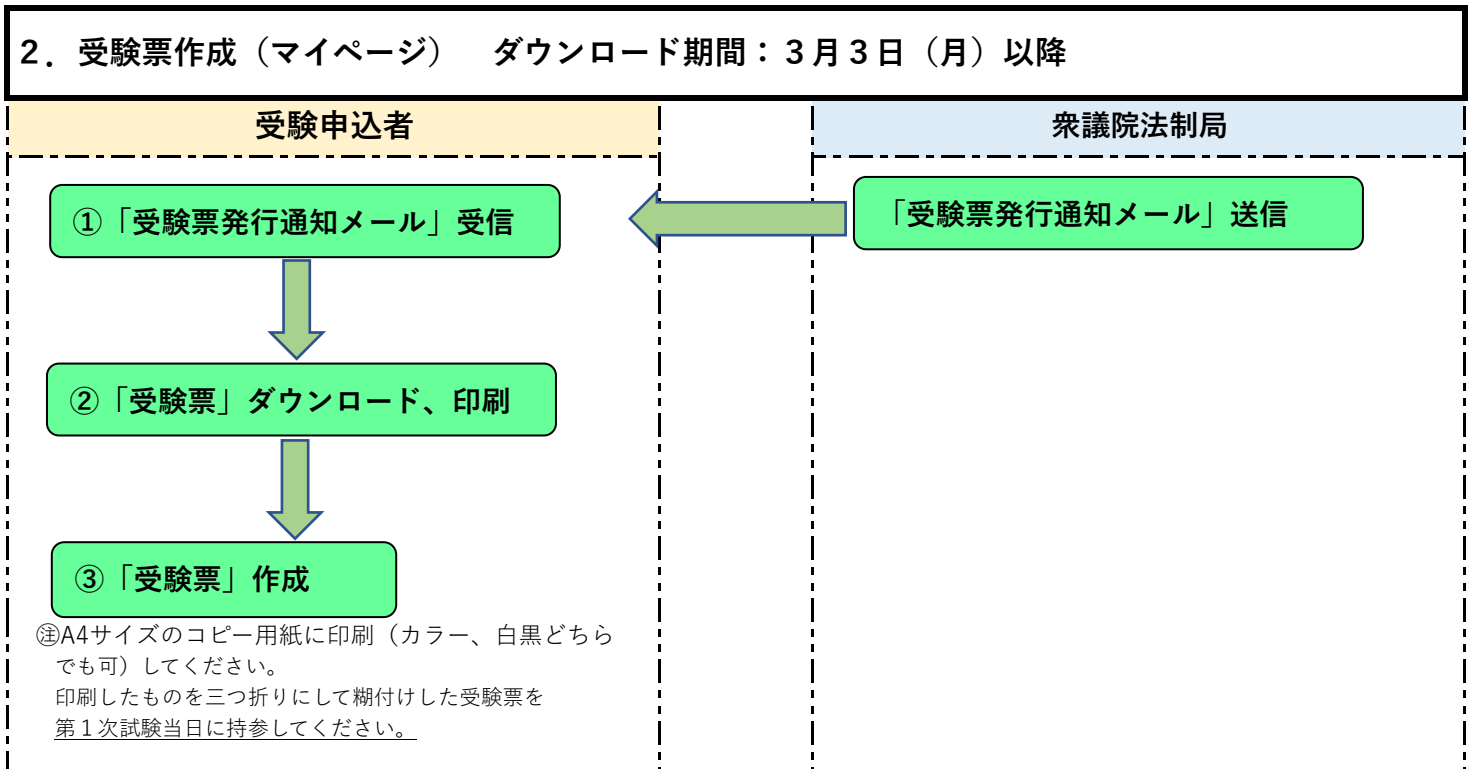 ２．受験票作成（マイページ）　ダウンロード期間：３月３日（月）以降
受験申込者
衆議院法制局
①「受験票発行通知メール」受信
「受験票発行通知メール」送信
②「受験票」ダウンロード、印刷
③「受験票」作成
㊟A4サイズのコピー用紙に印刷（カラー、白黒どちら
でも可）してください。
印刷したものを三つ折りにして糊付けした受験票を
第１次試験当日に持参してください。